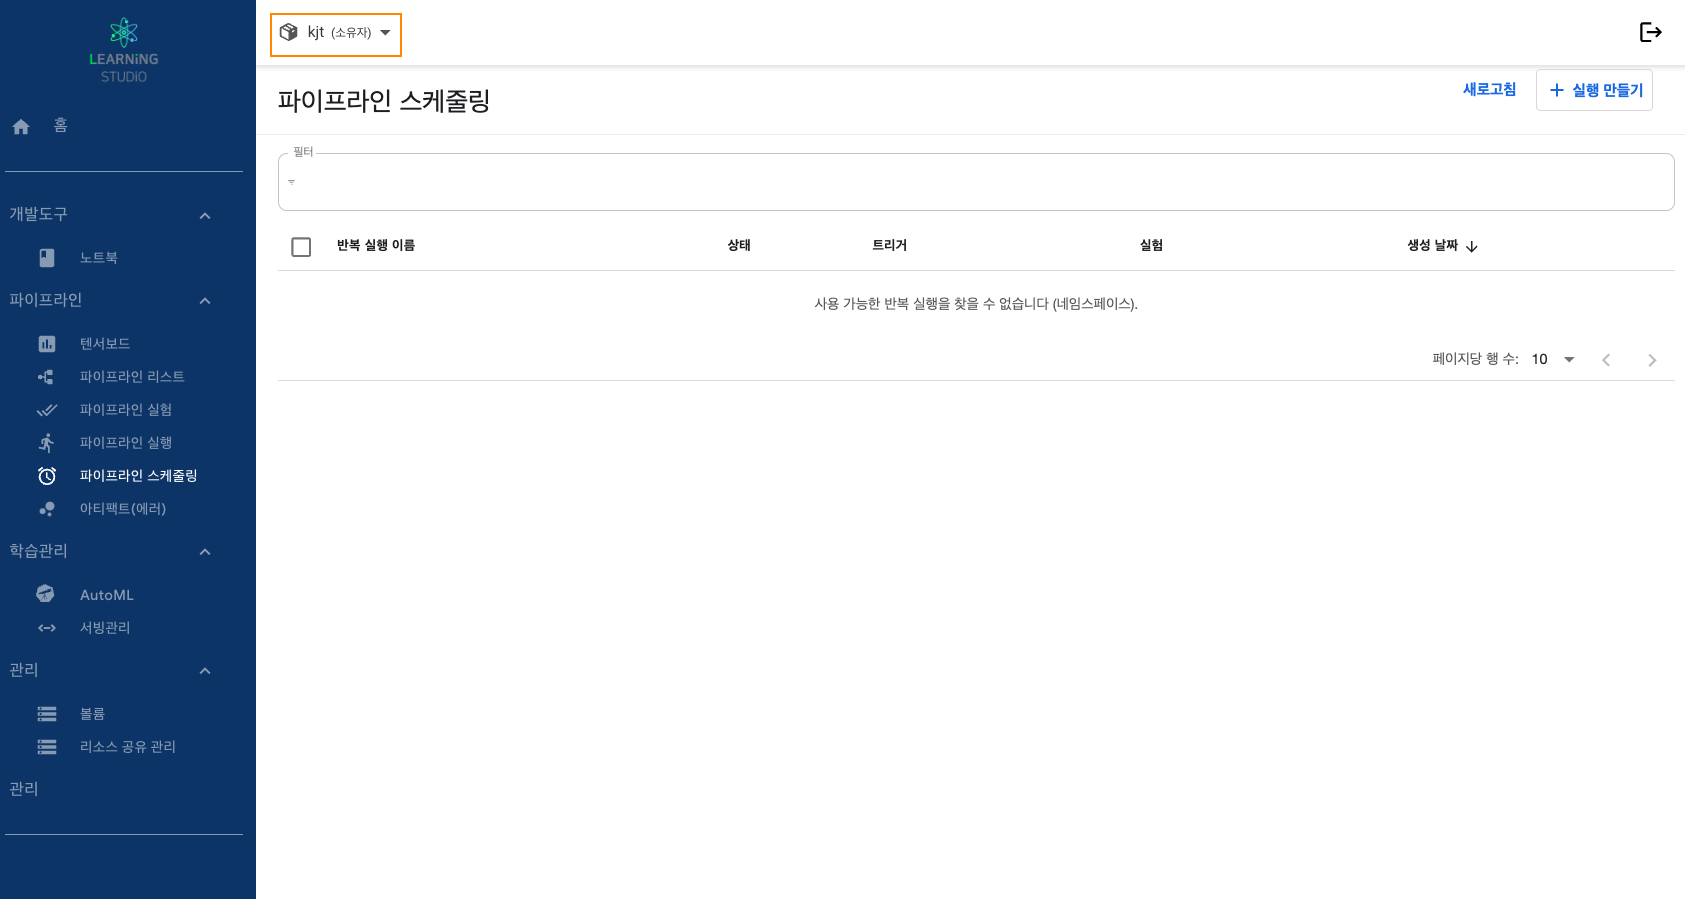 LEARNiNG
STUDiO
홈
개발도구
노트북
파이프라인
텐서보드
파이프라인 리스트
파이프라인 실험
파이프라인 실행
파이프라인 스케줄링
아티팩트(에러)
학습관리
AutoML
서빙관리
관리
볼륨
리소스 공유 관리
관리
kjt (소유자)
파이프라인 스케줄링
새로고침
실행 만들기
필터
반복 실행 이름 상태 트리거 실험 생성 날짜
사용 가능한 반복 실행을 찾을 수 없습니다 (네임스페이스).
페이지당 행 수: 10